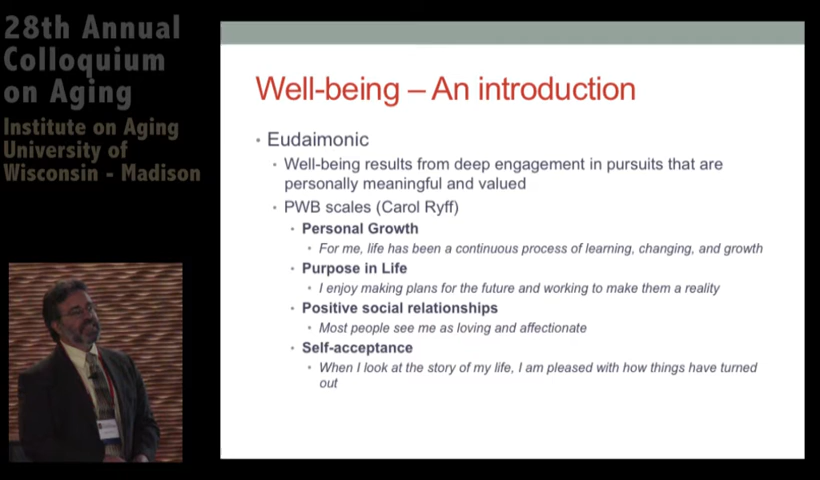 28th Annual
Colloquium
on Aging
Institute on Aging
University of
Wisconsin - Madison
Well-being – An introduction
• Eudaimonic
• Well-being results from deep engagement in pursuits that are
personally meaningful and valued
• PWB scales (Carol Ryff)
• Personal Growth
• For me, life has been a continuous process of learning, changing, and growth
• Purpose in Life
• I enjoy making plans for the future and working to make them a reality
• Positive social relationships
• Most people see me as loving and affectionate
• Self-acceptance
• When I look at the story of my life, I am pleased with how things have turned
out